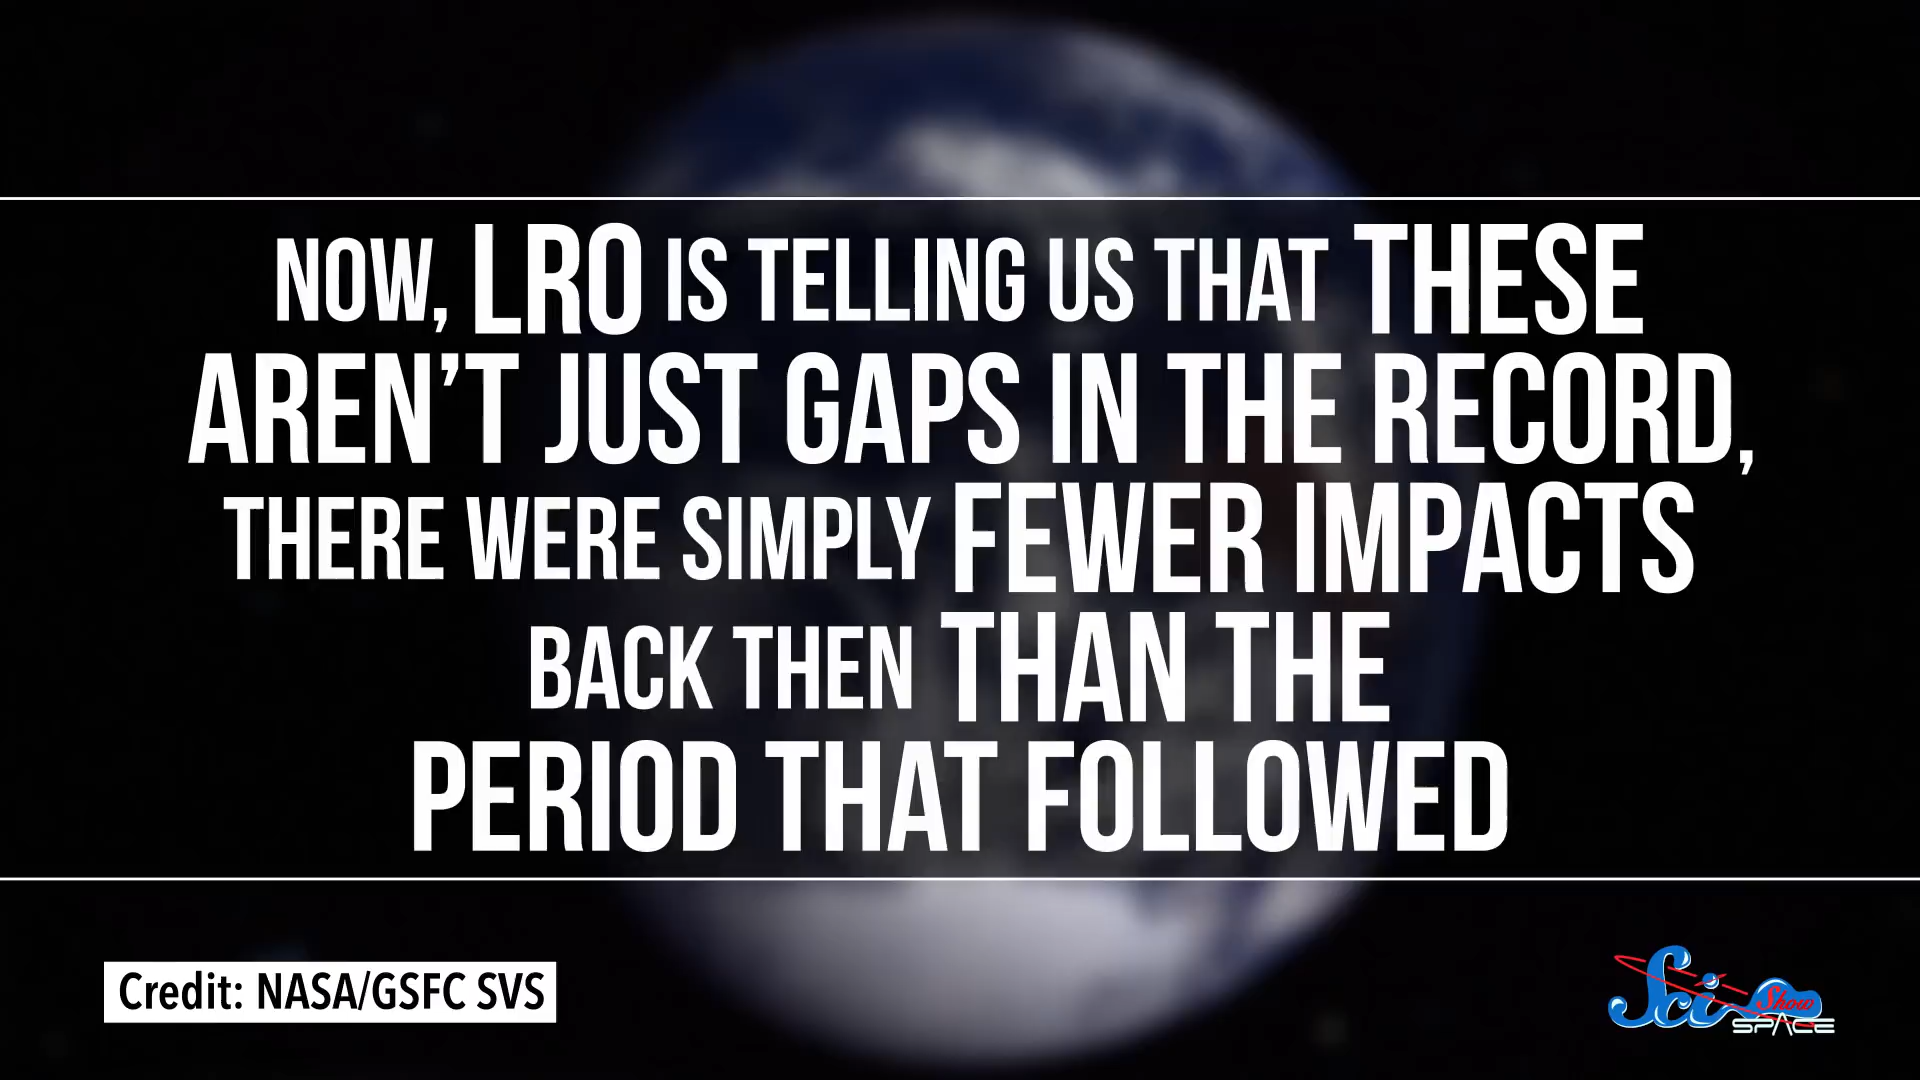 NOW, LRO IS TELLING US THAT THESE
AREN'T JUST GAPS IN THE RECORD,
THERE WERE SIMPLY FEWER IMPACTS
BACK THEN THAN THE
PERIOD THAT FOLLOWED
Credit: NASA/GSFC SVS
Sci Show
SPACE